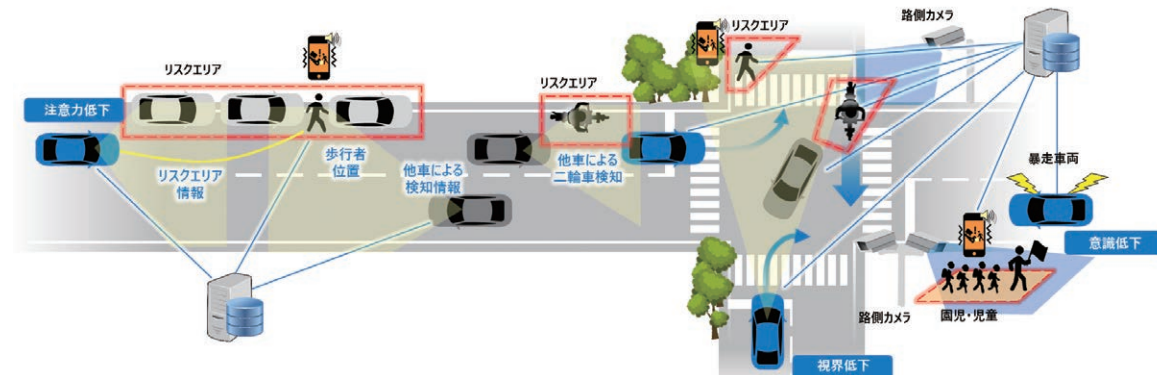 リスクエリア
注意力低下
リスクエリア
情報
歩行者
位置
他車による
検知情報
リスクエリア
他車による
二輪車検知
リスクエリア
路側カメラ
暴走車両
意識低下
園児・児童
路側カメラ
視界低下